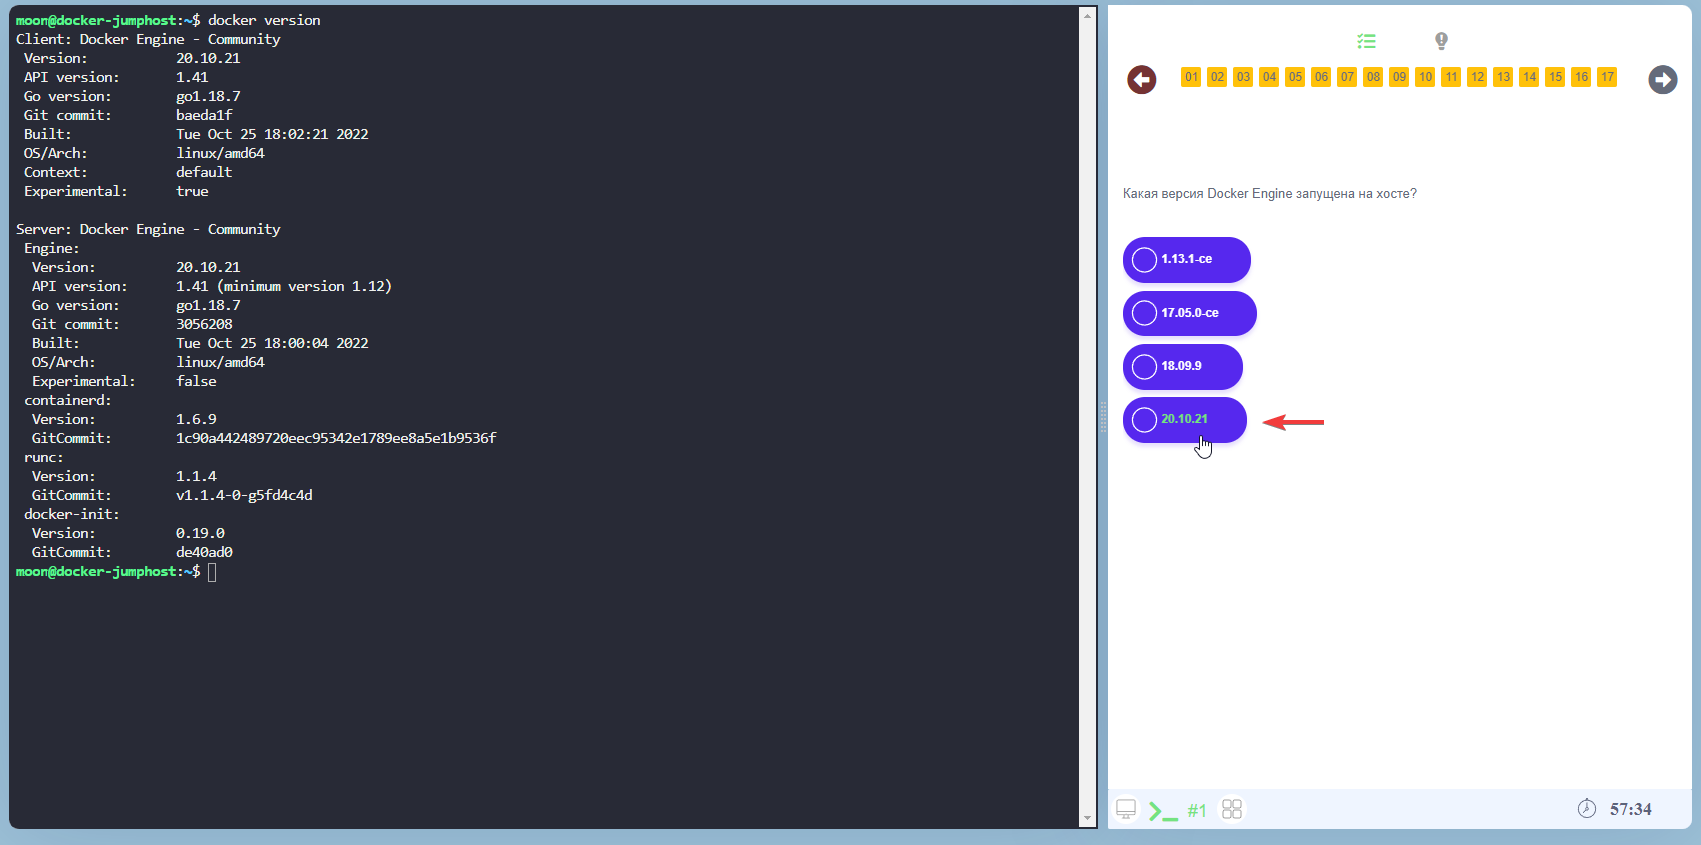 moon@docker-jumphost:~$ docker version
Client: Docker Engine - Community
Version: 20.10.21
API version: 1.41
Go version: go1.18.7
Git commit: baeda1f
Built: Tue Oct 25 18:02:21 2022
OS/Arch: linux/amd64
Context: default
Experimental: true
Server: Docker Engine - Community
Engine:
Version: 20.10.21
API version: 1.41 (minimum version 1.12)
Go version: go1.18.7
Git commit: 3056208
Built: Tue Oct 25 18:00:04 2022
OS/Arch: linux/amd64
Experimental: false
containerd:
Version: 1.6.9
GitCommit: 1c90a442489720eec95342e1789ee8a5e1b9536f
runc:
Version: 1.1.4
GitCommit: v1.1.4-0-g5fd4c4d
docker-init:
Version: 0.19.0
GitCommit: de40ad0
moon@docker-jumphost:~$
01 02 03 04 05 06 07 08 09 10 11 12 13 14 15 16 17
Какая версия Docker Engine запущена на хосте?
1.13.1-ce
17.05.0-ce
18.09.9
20.10.21
#1
57:34